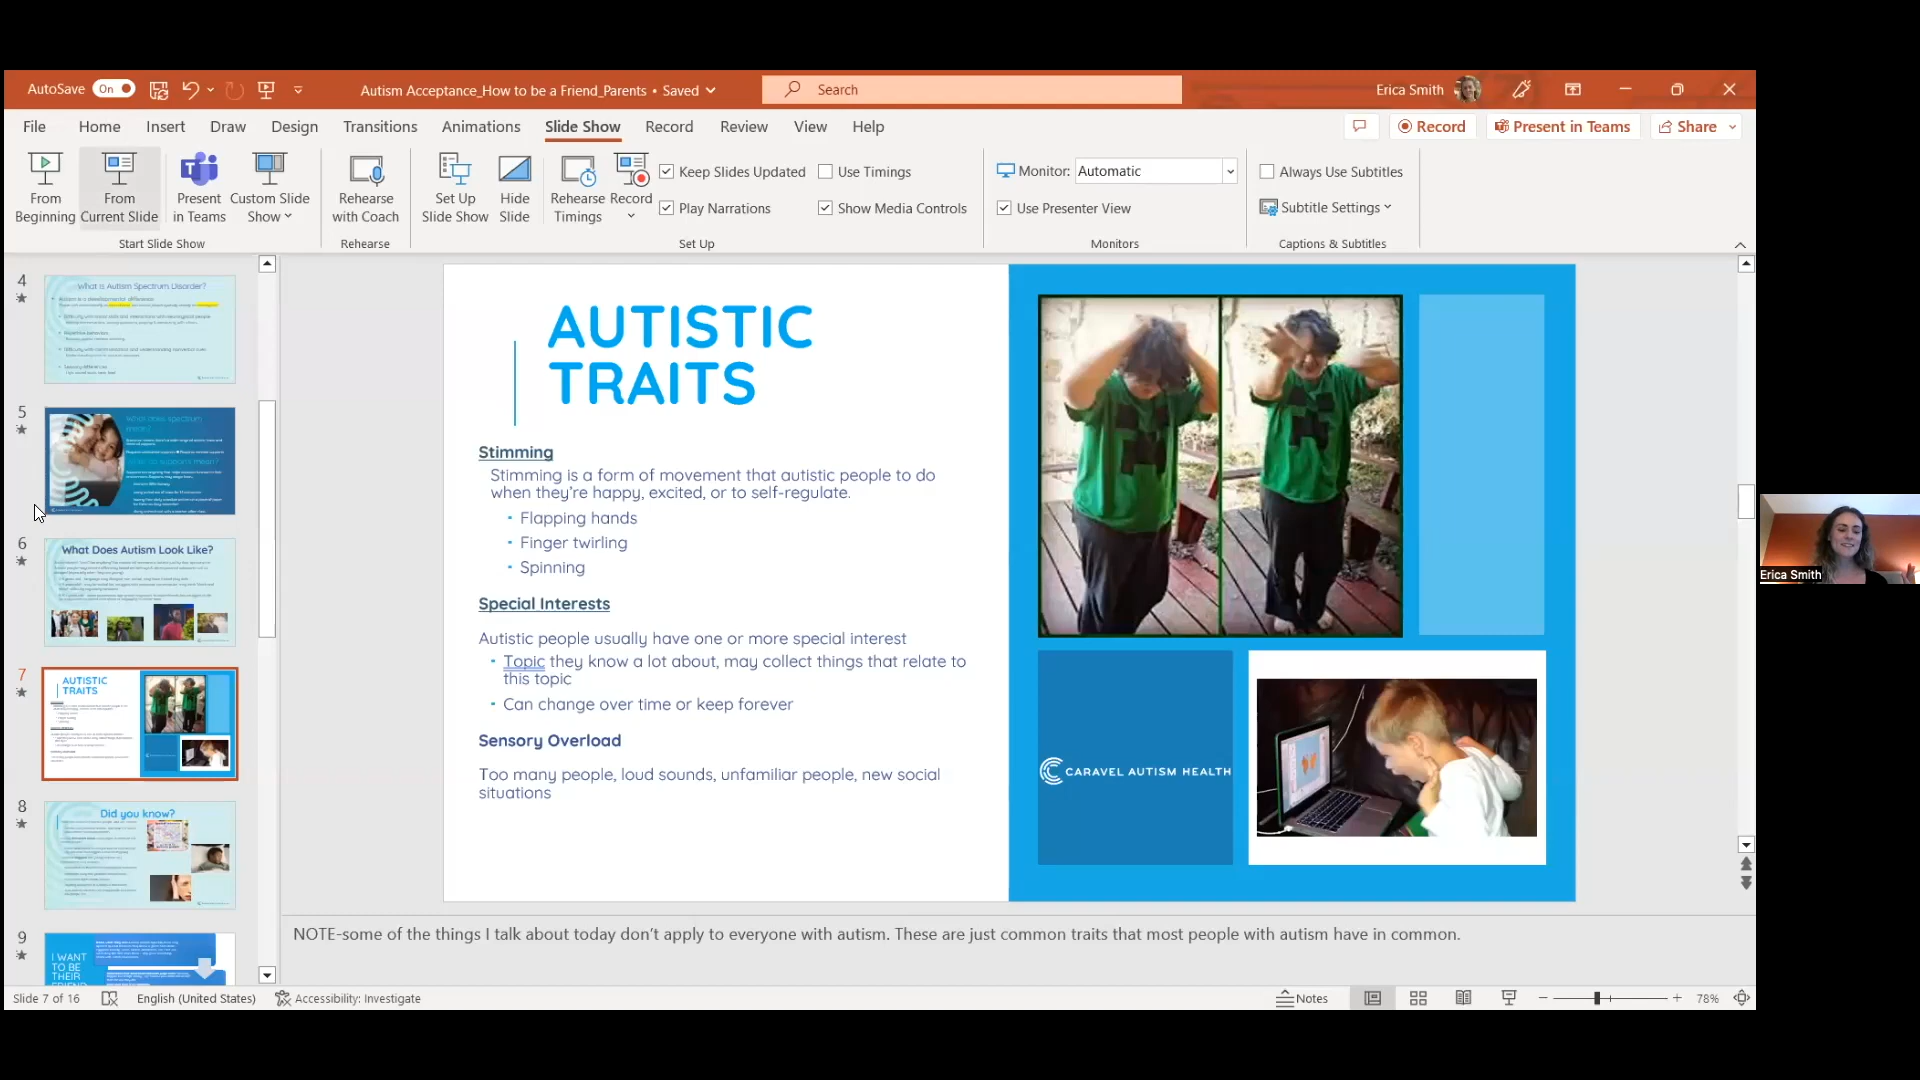 AutoSave On Autism Acceptance_How to be a Friend_Parents • Saved Search Erica Smith
File Home Insert Draw Design Transitions Animations Slide Show Record Review View Help Record Present in Teams Share
From Beginning
From Current Slide
Present in Teams
Custom Slide Show
Rehearse with Coach
Set Up Slide Show
Hide Slide
Rehearse Timings
Record
Keep Slides Updated Use Timings
Play Narrations Show Media Controls
Monitor: Automatic
Use Presenter View
Always Use Subtitles
Subtitle Settings
Start Slide Show Rehearse Set Up Monitors Captions & Subtitles
4
What is Autism Spectrum Disorder?
5
What does spectrum
mean?
6
What Does Autism Look Like?
7
AUTISTIC
TRAITS
8
Did you know?
9
I WANT
TO BE
THEIR
AUTISTIC
TRAITS
Stimming
Stimming is a form of movement that autistic people to do
when they're happy, excited, or to self-regulate.
• Flapping hands
• Finger twirling
• Spinning
Special Interests
Autistic people usually have one or more special interest
• Topic they know a lot about, may collect things that relate to
this topic
• Can change over time or keep forever
Sensory Overload
Too many people, loud sounds, unfamiliar people, new social
situations
CARAVEL AUTISM HEALTH
Erica Smith
NOTE-some of the things I talk about today don't apply to everyone with autism. These are just common traits that most people with autism have in common.
Slide 7 of 16 English (United States) Accessibility: Investigate Notes 78%